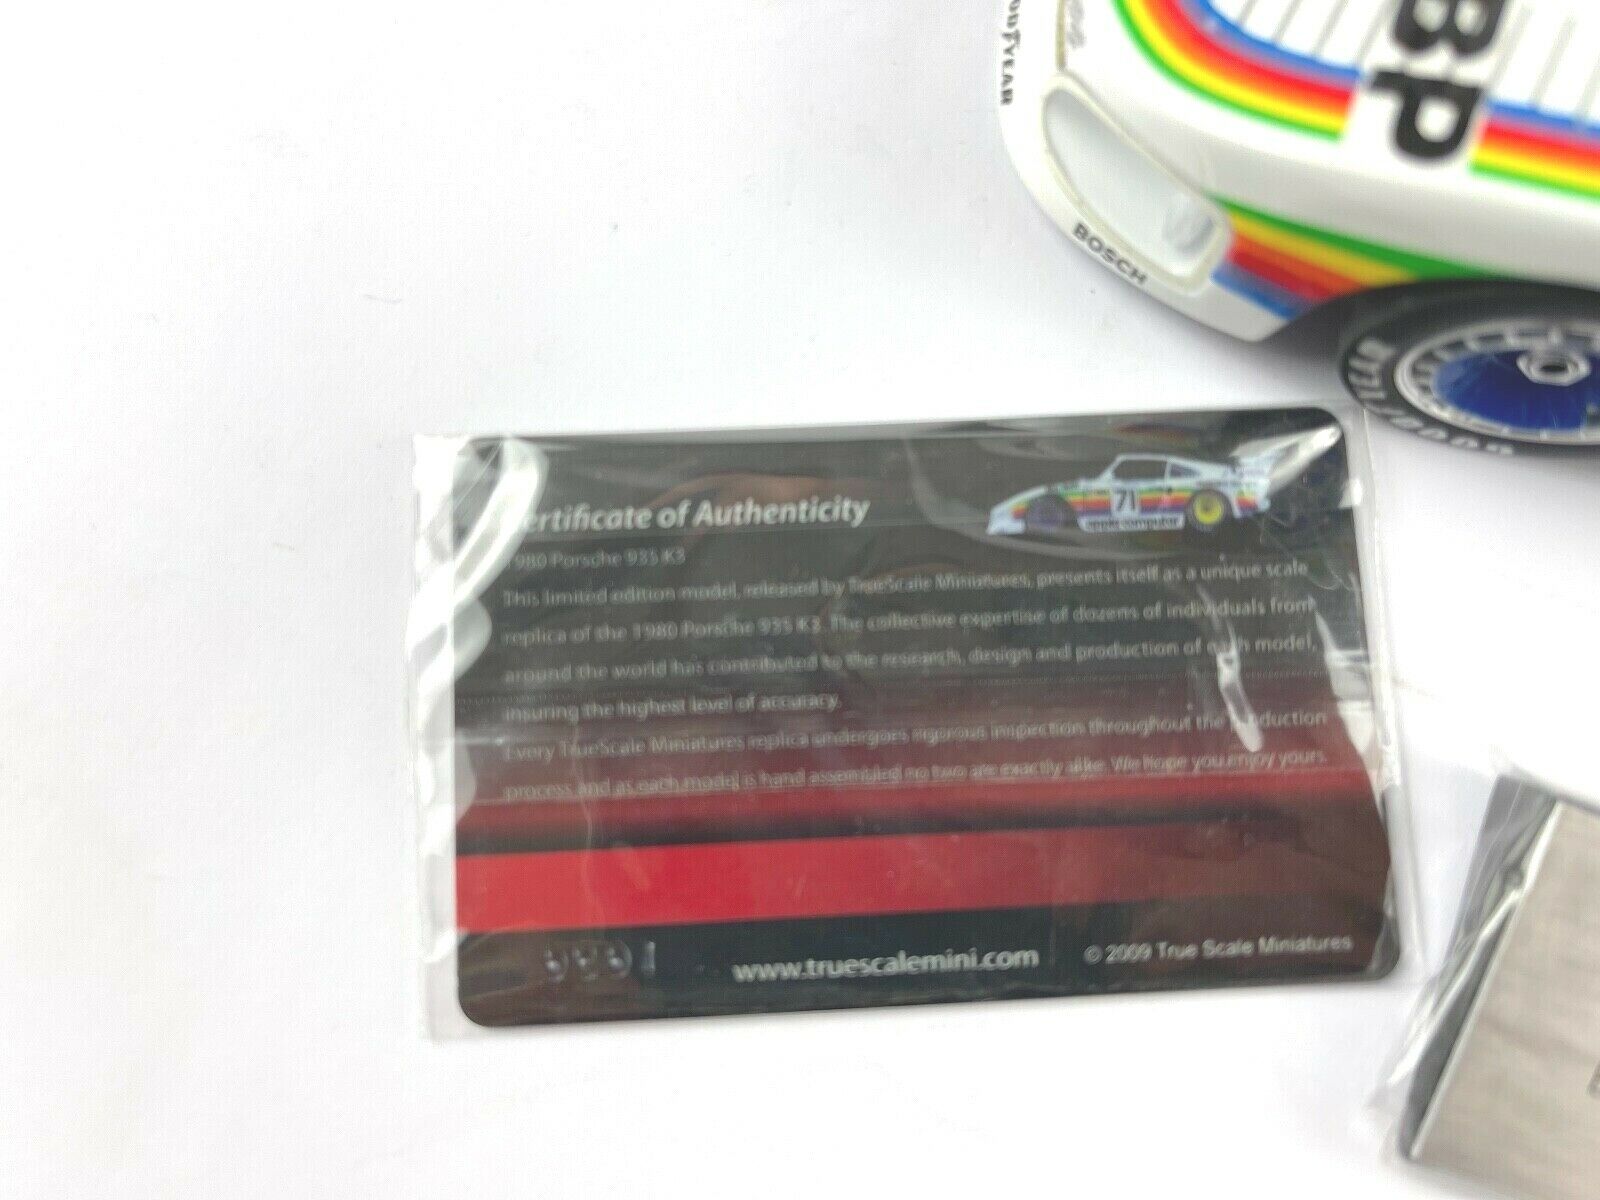 GOODYEAR
BP
BOSCH
GOODYEAR
Certificate of Authenticity
71
apple computer
1980 Porsche 935 K3
This limited edition model, released by TrueScale Miniatures, presents itself as a unique scale
replica of the 1980 Porsche 935 K3. The collective expertise of dozens of individuals from
around the world has contributed to the research, design and production of each model,
insuring the highest level of accuracy.
Every TrueScale Miniatures replica undergoes rigorous inspection throughout the production
process and as each model is hand assembled no two are exactly alike. We hope you enjoy yours.
www.truescalemini.com
© 2009 True Scale Miniatures